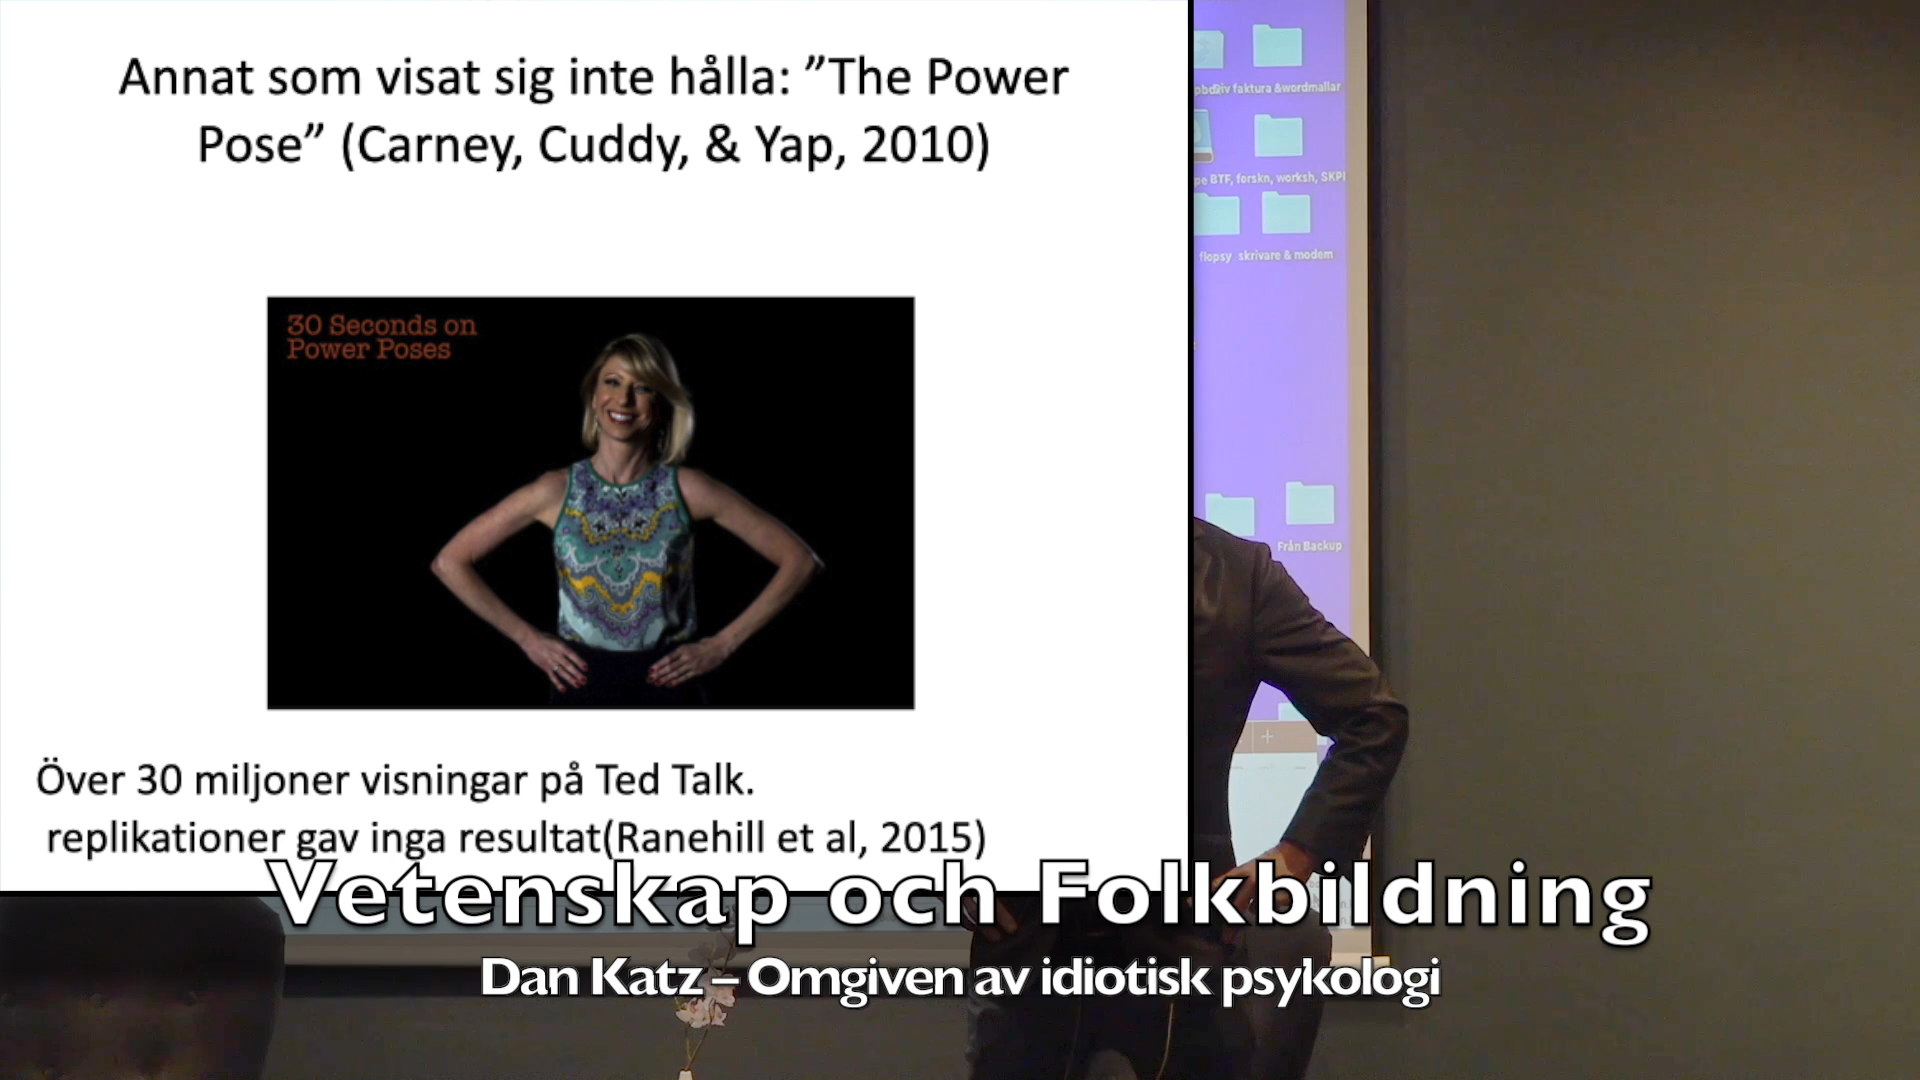 Annat som visat sig inte hålla: ”The Power
Pose” (Carney, Cuddy, & Yap, 2010)
30 Seconds on
Power Poses
Över 30 miljoner visningar på Ted Talk.
replikationer gav inga resultat(Ranehill et al, 2015)
faktura &wordmallar
BTF, forskn, worksh, SKPI
flopsy skrivare & modem
Från Backup
Vetenskap och Folkbildning
Dan Katz – Omgiven av idiotisk psykologi